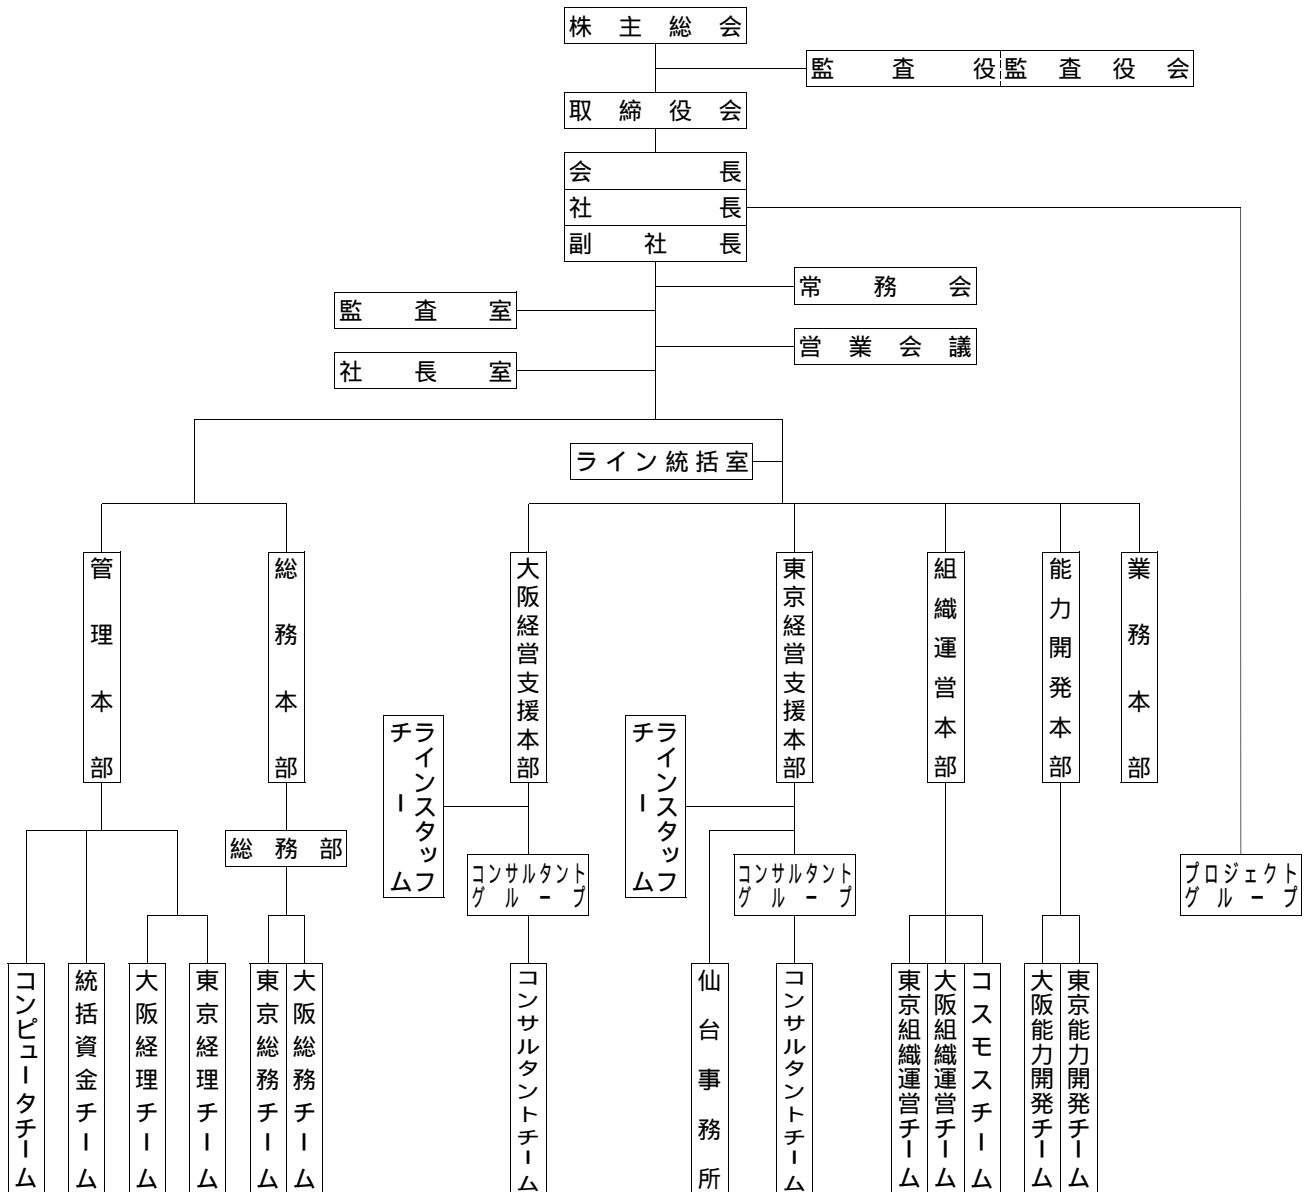 株主総会
監査役 監査役会
取締役会
会長
社長
副社長
常務会
監査室
営業会議
社長室
ライン統括室
管理本部
総務本部
大阪経営支援本部
東京経営支援本部
組織運営本部
能力開発本部
業務本部
ラインスタッフ
チーム
ラインスタッフ
チーム
総務部
コンサルタント
グループ
コンサルタント
グループ
プロジェクト
グループ
コンピュータチーム
統括資金チーム
大阪経理チーム
東京経理チーム
東京総務チーム
大阪総務チーム
コンサルタントチーム
仙台事務所
コンサルタントチーム
東京組織運営チーム
大阪組織運営チーム
コスモスチーム
大阪能力開発チーム
東京能力開発チーム